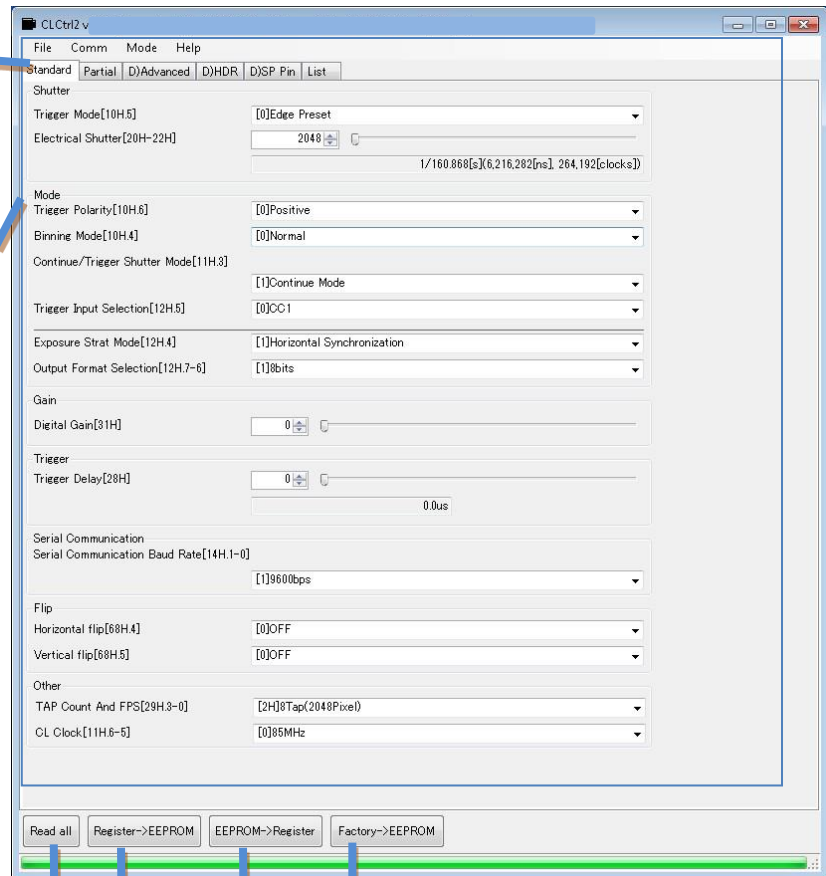 CLCtrl2 v
File Comm Mode Help
Standard Partial D)Advanced D)HDR D)SP Pin List
Shutter
Trigger Mode[10H.5] [0]Edge Preset
Electrical Shutter[20H-22H] 2048
1/160.868[s](6,216,282[ns], 264,192[clocks])
Mode
Trigger Polarity[10H.6] [0]Positive
Binning Mode[10H.4] [0]Normal
Continue/Trigger Shutter Mode[11H.3]
[1]Continue Mode
Trigger Input Selection[12H.5] [0]CC1
Exposure Strat Mode[12H.4] [1]Horizontal Synchronization
Output Format Selection[12H.7-6] [1]8bits
Gain
Digital Gain[31H] 0
Trigger
Trigger Delay[28H] 0
0.0us
Serial Communication
Serial Communication Baud Rate[14H.1-0]
[1]9600bps
Flip
Horizontal flip[68H.4] [0]OFF
Vertical flip[68H.5] [0]OFF
Other
TAP Count And FPS[29H.3-0] [2H]8Tap(2048Pixel)
CL Clock[11H.6-5] [0]85MHz
Read all Register->EEPROM EEPROM->Register Factory->EEPROM